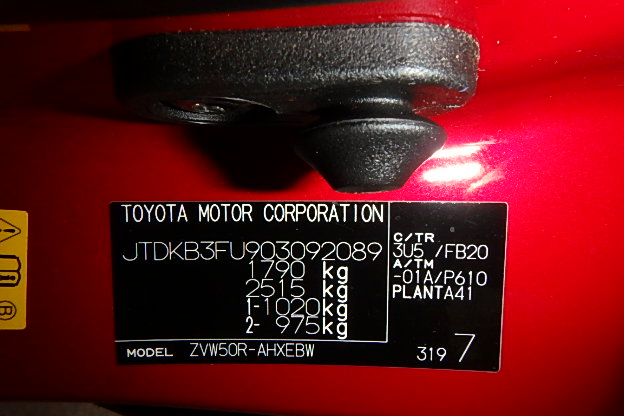 TOYOTA MOTOR CORPORATION
JTDKB3FU903092089
1790 kg
2515 kg
1-1020kg
2- 975kg
MODEL ZVW50R-AHXEBW
C/TR
3U5 /FB20
A/TM
-01A/P610
PLANTA41
319 7
R